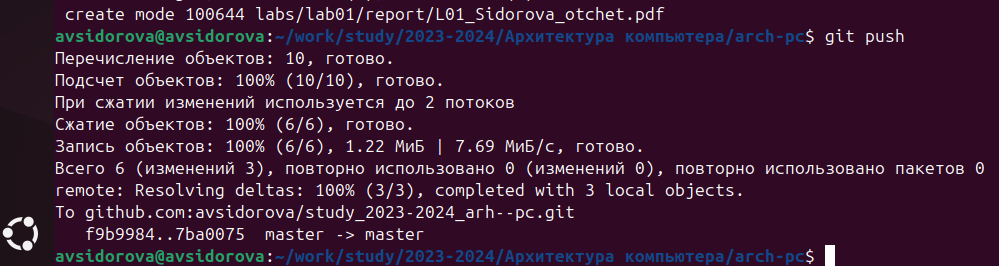 create mode 100644 labs/lab01/report/L01_Sidorova_otchet.pdf
avsidorova@avsidorova:~/work/study/2023-2024/Архитектура компьютера/arch-pc$ git push
Перечисление объектов: 10, готово.
Подсчет объектов: 100% (10/10), готово.
При сжатии изменений используется до 2 потоков
Сжатие объектов: 100% (6/6), готово.
Запись объектов: 100% (6/6), 1.22 МиБ | 7.69 МиБ/с, готово.
Всего 6 (изменений 3), повторно использовано 0 (изменений 0), повторно использовано пакетов 0
remote: Resolving deltas: 100% (3/3), completed with 3 local objects.
To github.com:avsidorova/study_2023-2024_arh--pc.git
f9b9984..7ba0075  master -> master
avsidorova@avsidorova:~/work/study/2023-2024/Архитектура компьютера/arch-pc$